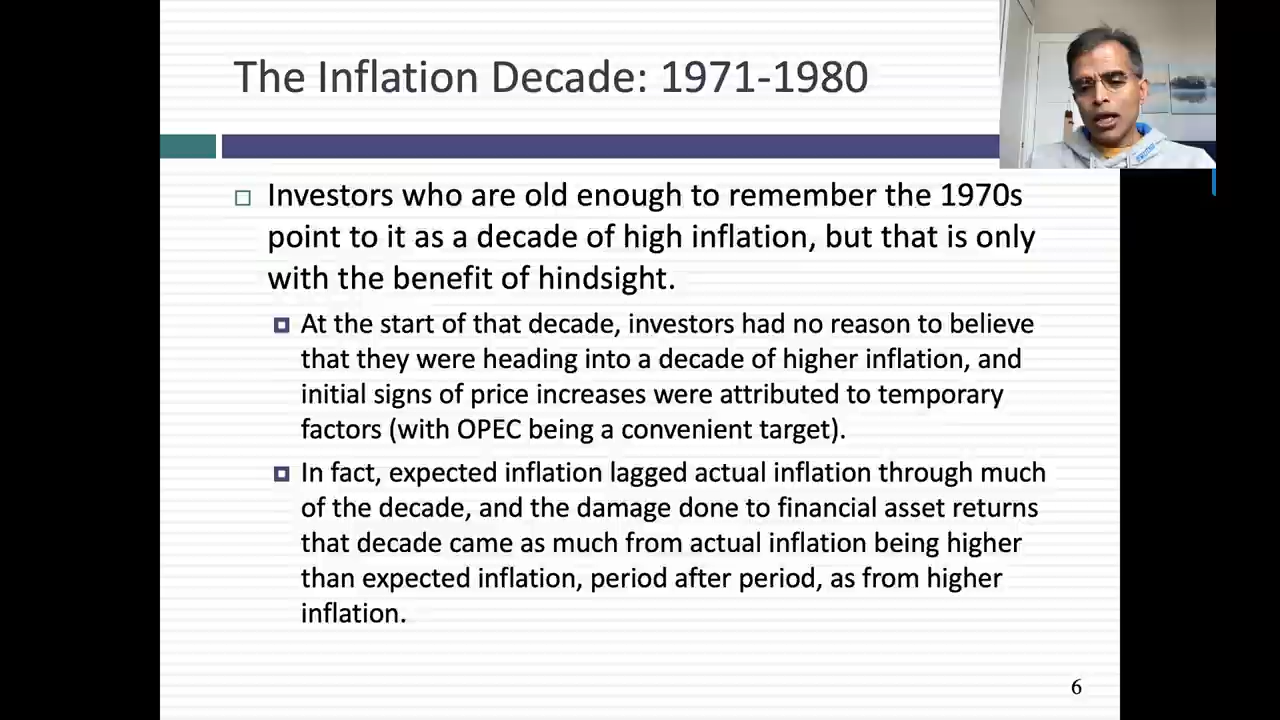 The Inflation Decade: 1971-1980
Investors who are old enough to remember the 1970s
point to it as a decade of high inflation, but that is only
with the benefit of hindsight.
At the start of that decade, investors had no reason to believe
that they were heading into a decade of higher inflation, and
initial signs of price increases were attributed to temporary
factors (with OPEC being a convenient target).
In fact, expected inflation lagged actual inflation through much
of the decade, and the damage done to financial asset returns
that decade came as much from actual inflation being higher
than expected inflation, period after period, as from higher
inflation.
6